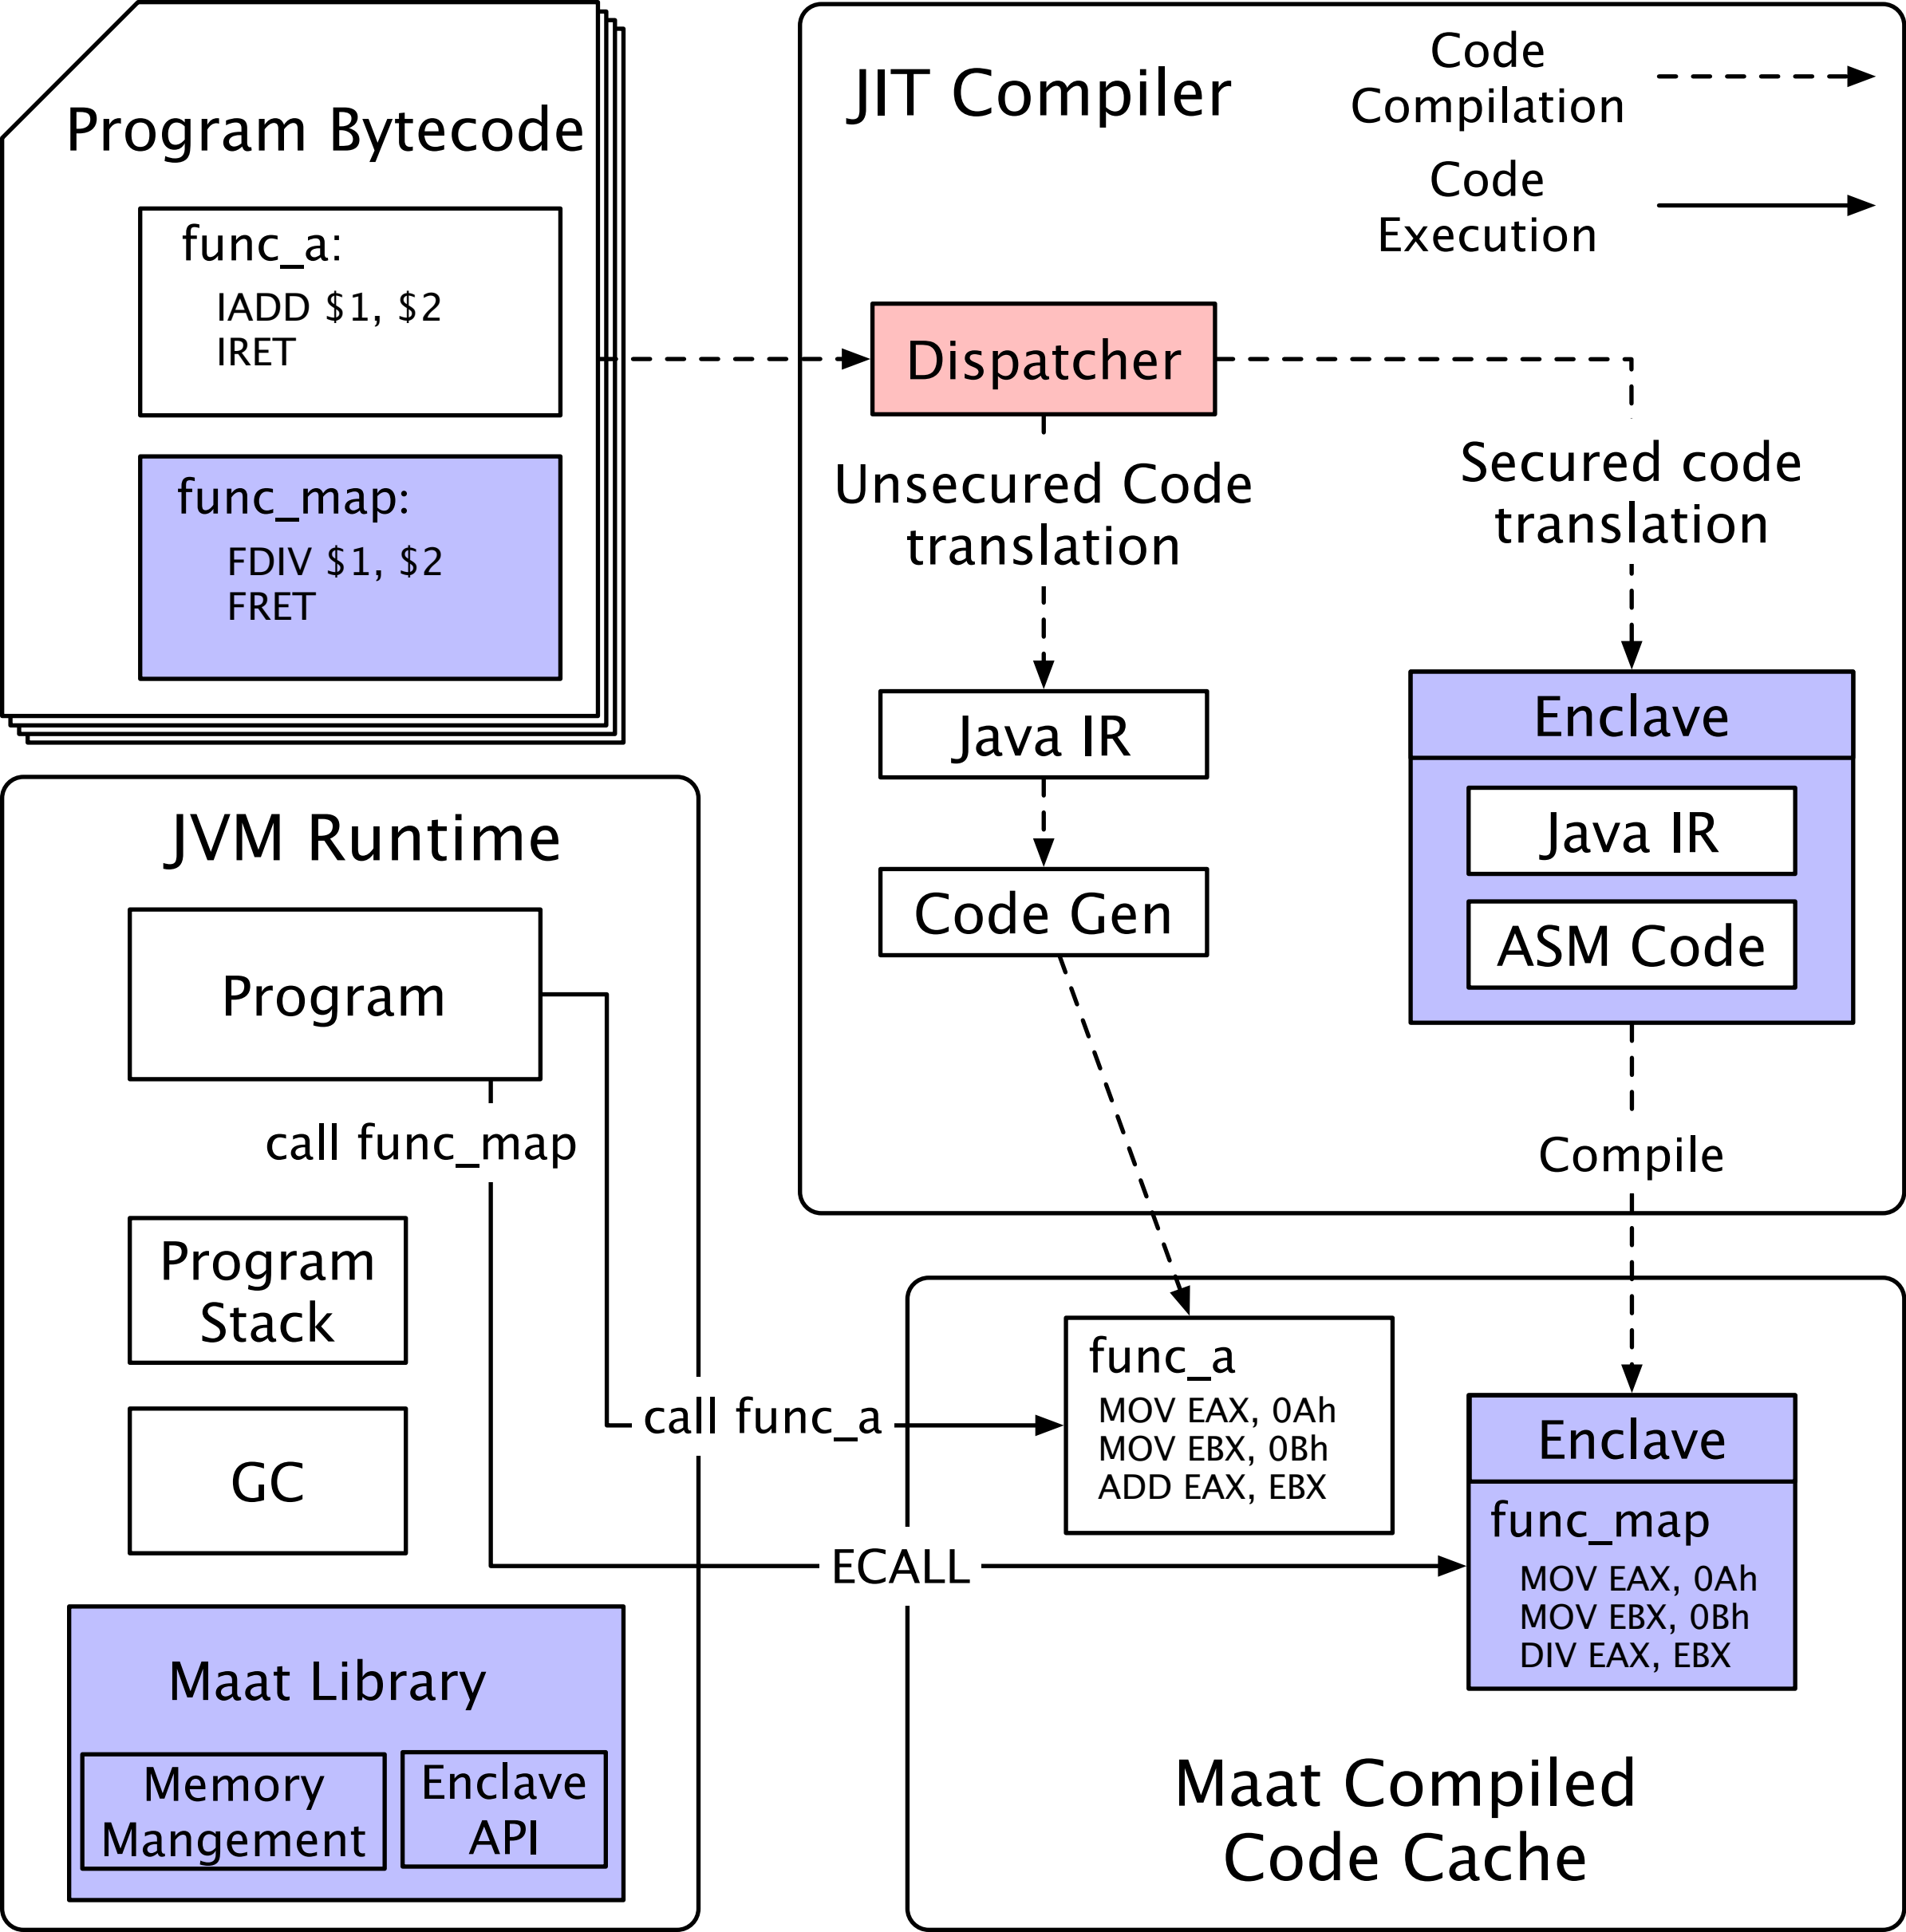 Program Bytecode
func_a:
IADD $1, $2
IRET
func_map:
FDIV $1, $2
FRET
JIT Compiler
Code
Compilation
Code
Execution
Dispatcher
Unsecured Code
translation
Secured code
translation
Java IR
Code Gen
Enclave
Java IR
ASM Code
Compile
JVM Runtime
Program
call func_map
Program
Stack
GC
call func_a
ECALL
Maat Library
Memory
Mangement
Enclave
API
func_a
MOV EAX, 0Ah
MOV EBX, 0Bh
ADD EAX, EBX
Enclave
func_map
MOV EAX, 0Ah
MOV EBX, 0Bh
DIV EAX, EBX
Maat Compiled
Code Cache